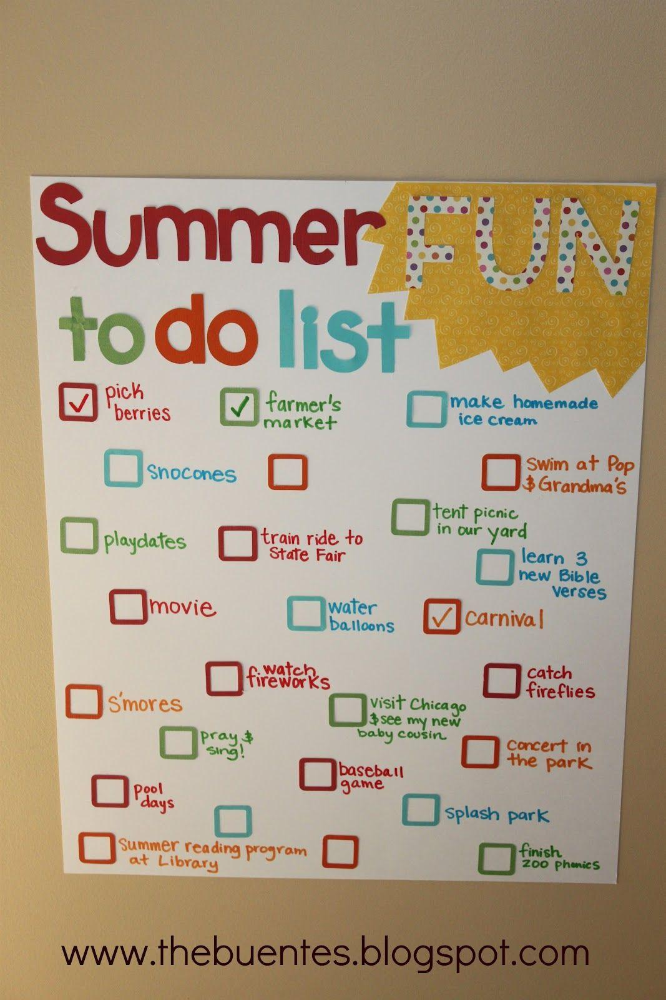 Summer FUN
to do list
pick
berries
farmer's
market
make homemade
ice cream
snocones
swim at Pop
& Grandma's
tent picnic
in our yard
playdates
train ride to
State Fair
learn 3
new Bible
verses
movie
water
balloons
carnival
watch
fireworks
catch
fireflies
s'mores
visit Chicago
& see my new
baby cousin
pray &
sing!
concert in
the park
baseball
game
pool
days
splash park
Summer reading program
at Library
finish
zoo phonics
www.thebuentes.blogspot.com